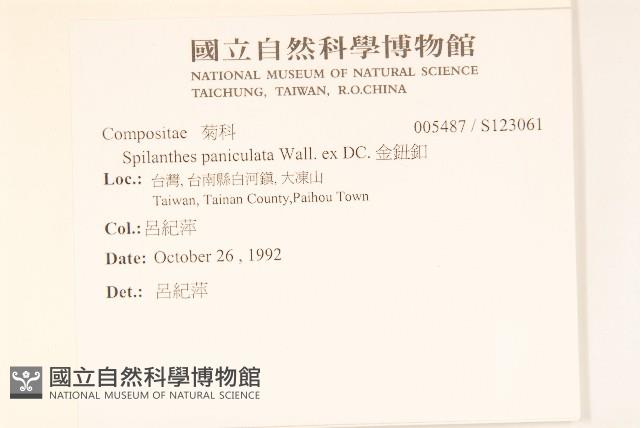 國立自然科學博物館
NATIONAL MUSEUM OF NATURAL SCIENCE
TAICHUNG, TAIWAN, R.O.CHINA
Compositae 菊科 005487 / S123061
Spilanthes paniculata Wall. ex DC. 金鈕釦
Loc.: 台灣, 台南縣白河鎮, 大凍山
Taiwan, Tainan County,Paihou Town
Col.: 呂紀萍
Date: October 26 , 1992
Det.: 呂紀萍
國立自然科學博物館
NATIONAL MUSEUM OF NATURAL SCIENCE